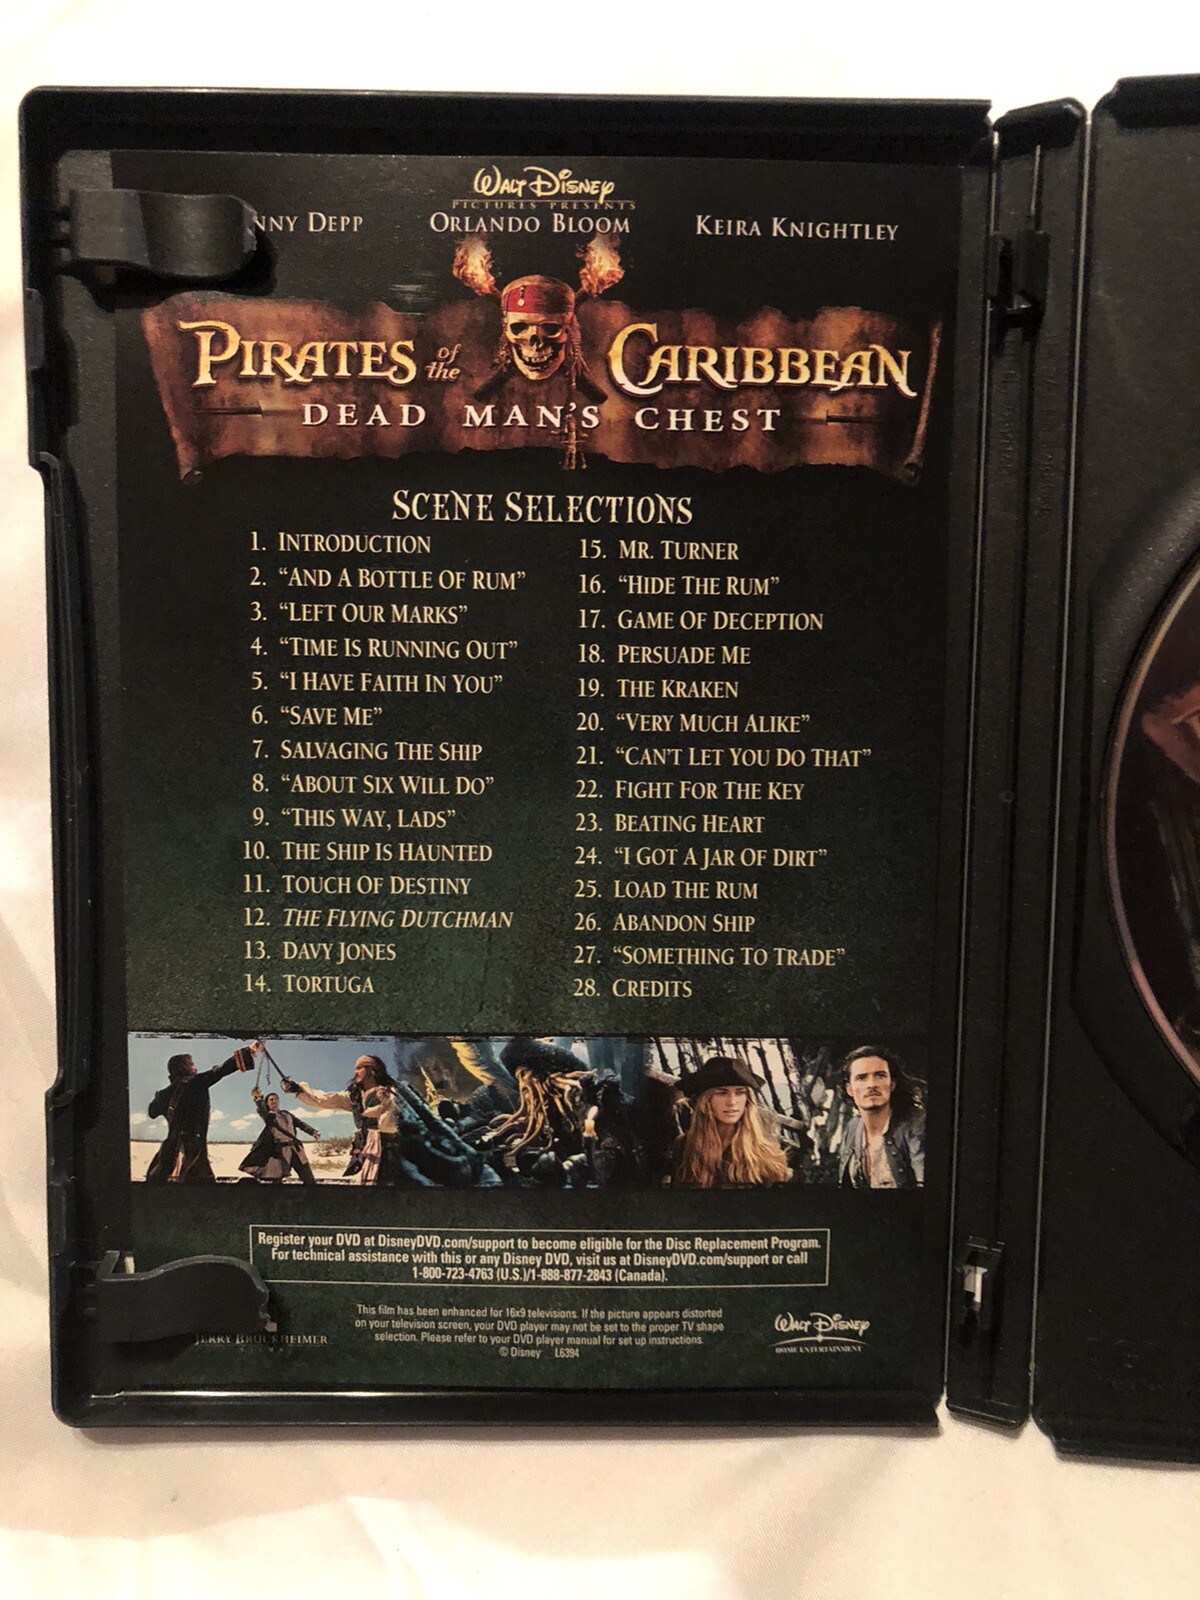 Walt Disney
PICTURES PRESENTS
NNY DEPP ORLANDO BLOOM KEIRA KNIGHTLEY
PIRATES of the CARIBBEAN
DEAD MAN'S CHEST
SCENE SELECTIONS
1. INTRODUCTION
2. "AND A BOTTLE OF RUM"
3. "LEFT OUR MARKS"
4. "TIME IS RUNNING OUT"
5. "I HAVE FAITH IN YOU"
6. "SAVE ME"
7. SALVAGING THE SHIP
8. "ABOUT SIX WILL DO"
9. "THIS WAY, LADS"
10. THE SHIP IS HAUNTED
11. TOUCH OF DESTINY
12. THE FLYING DUTCHMAN
13. DAVY JONES
14. TORTUGA
15. MR. TURNER
16. "HIDE THE RUM"
17. GAME OF DECEPTION
18. PERSUADE ME
19. THE KRAKEN
20. "VERY MUCH ALIKE"
21. "CAN'T LET YOU DO THAT"
22. FIGHT FOR THE KEY
23. BEATING HEART
24. "I GOT A JAR OF DIRT"
25. LOAD THE RUM
26. ABANDON SHIP
27. "SOMETHING TO TRADE"
28. CREDITS
Register your DVD at DisneyDVD.com/support to become eligible for the Disc Replacement Program.
For technical assistance with this or any Disney DVD, visit us at DisneyDVD.com/support or call
1-800-723-4763 (U.S.)/1-888-877-2843 (Canada).
JERRY BRUCKHEIMER
This film has been enhanced for 16x9 televisions. If the picture appears distorted
on your television screen, your DVD player may not be set to the proper TV shape
selection. Please refer to your DVD player manual for set up instructions.
© Disney L6394
Walt Disney
HOME ENTERTAINMENT